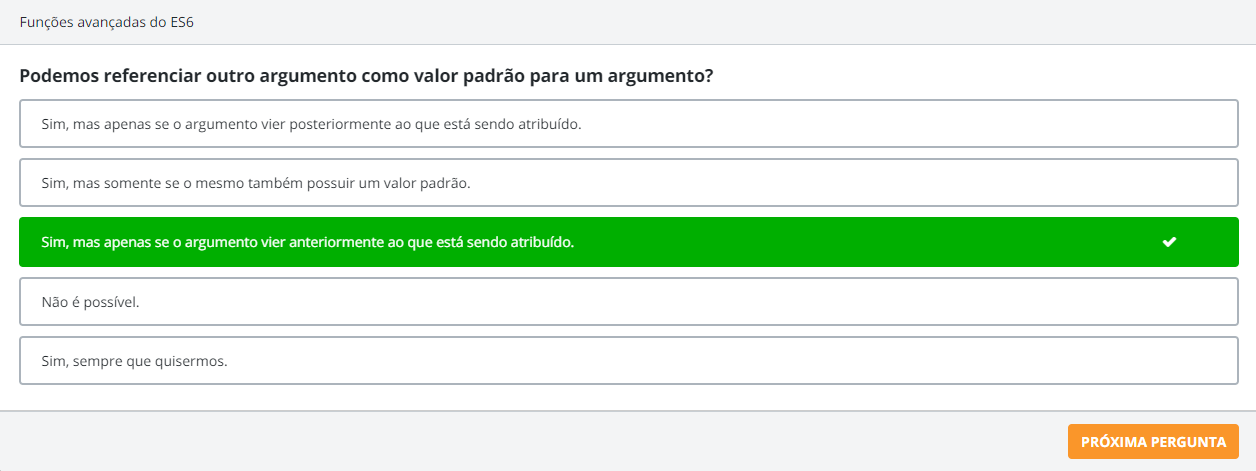 Funções avançadas do ES6
Podemos referenciar outro argumento como valor padrão para um argumento?
Sim, mas apenas se o argumento vier posteriormente ao que está sendo atribuído.
Sim, mas somente se o mesmo também possuir um valor padrão.
Sim, mas apenas se o argumento vier anteriormente ao que está sendo atribuído.
Não é possível.
Sim, sempre que quisermos.
PRÓXIMA PERGUNTA